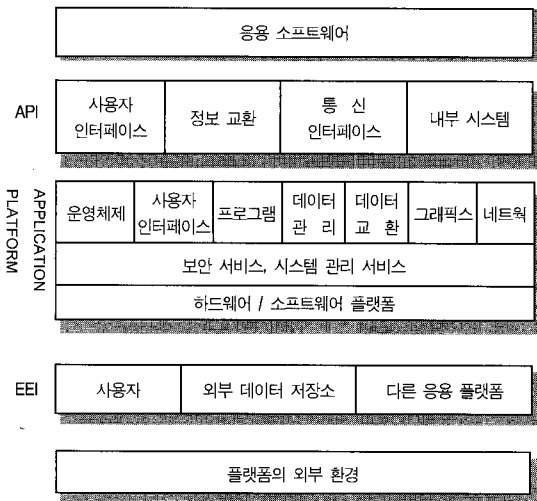 응용 소프트웨어
API
사용자
인터페이스
정보 교환
통 신
인터페이스
내부 시스템
APPLICATION
PLATFORM
운영체제
사용자
인터페이스
프로그램
데이터
관 리
데이터
교 환
그래픽스
네트웍
보안 서비스, 시스템 관리 서비스
하드웨어 / 소프트웨어 플랫폼
EEI
사용자
외부 데이터 저장소
다른 응용 플랫폼
플랫폼의 외부 환경